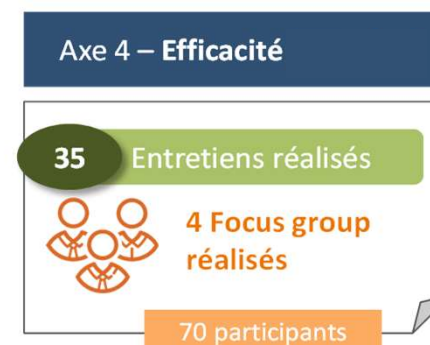 Axe 4 – Efficacité
35 Entretiens réalisés
4 Focus group
réalisés
70 participants